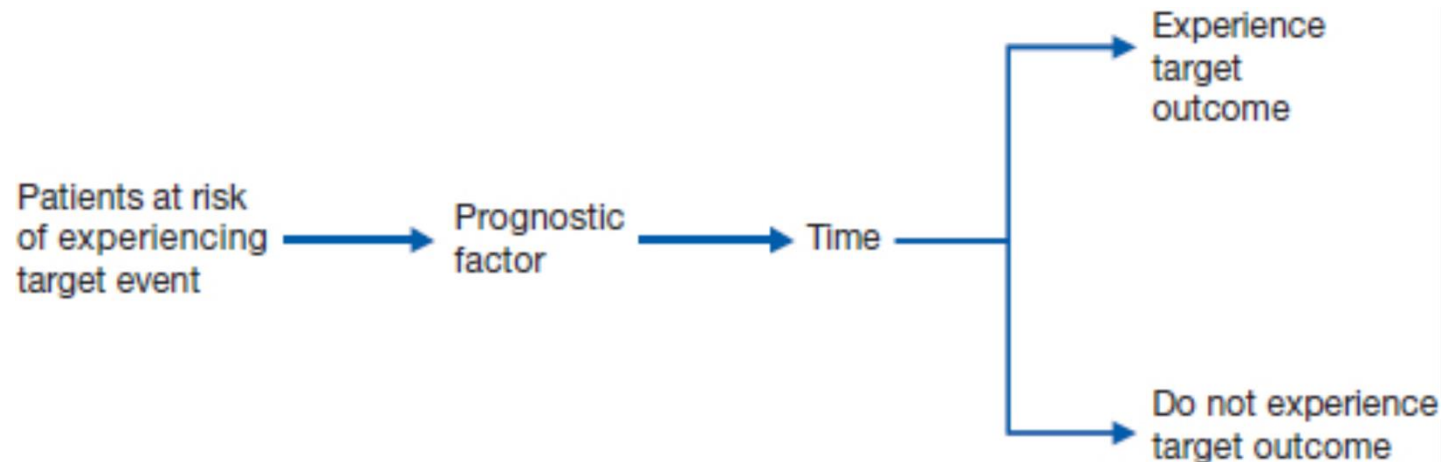 Patients at risk
of experiencing
target event
Prognostic
factor
Time
Experience
target
outcome
Do not experience
target outcome